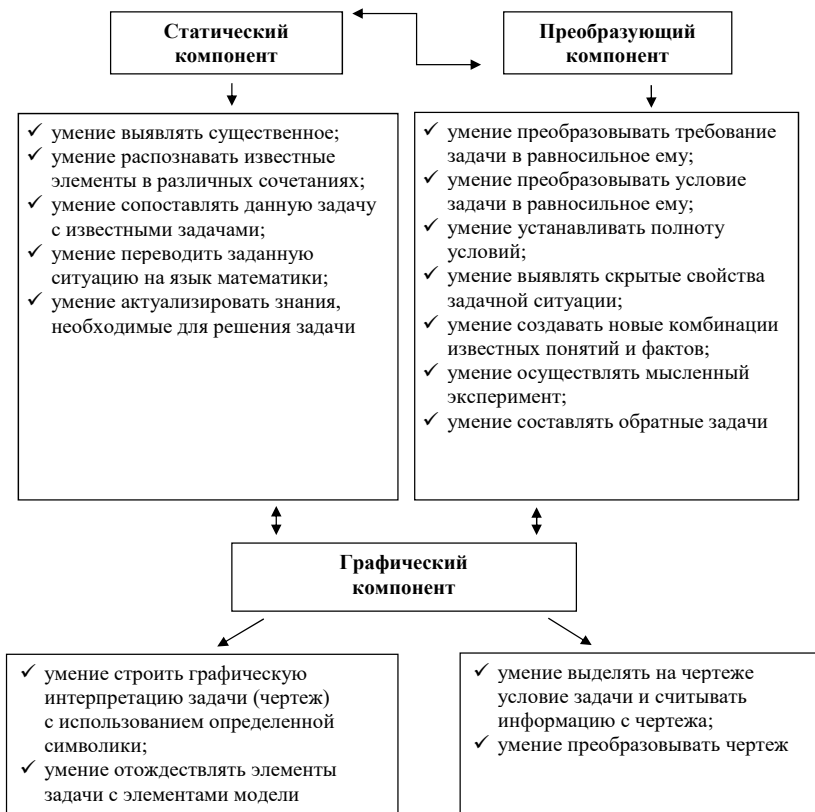 Статический
компонент
Преобразующий
компонент
✓ умение выявлять существенное;
✓ умение распознавать известные
элементы в различных сочетаниях;
✓ умение сопоставлять данную задачу
с известными задачами;
✓ умение переводить заданную
ситуацию на язык математики;
✓ умение актуализировать знания,
необходимые для решения задачи
✓ умение преобразовывать требование
задачи в равносильное ему;
✓ умение преобразовывать условие
задачи в равносильное ему;
✓ умение устанавливать полноту
условий;
✓ умение выявлять скрытые свойства
задачной ситуации;
✓ умение создавать новые комбинации
известных понятий и фактов;
✓ умение осуществлять мысленный
эксперимент;
✓ умение составлять обратные задачи
Графический
компонент
✓ умение строить графическую
интерпретацию задачи (чертеж)
с использованием определенной
символики;
✓ умение отождествлять элементы
задачи с элементами модели
✓ умение выделять на чертеже
условие задачи и считывать
информацию с чертежа;
✓ умение преобразовывать чертеж